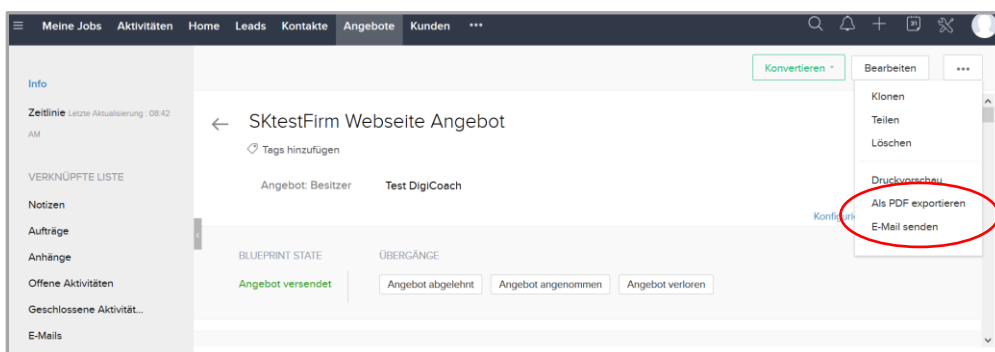 Meine Jobs Aktivitäten Home Leads Kontakte Angebote Kunden •••
31
Konvertieren Bearbeiten •••
Info
Zeitlinie Letzte Aktualisierung : 08:42
AM
VERKNÜPFTE LISTE
Notizen
Aufträge
Anhänge
Offene Aktivitäten
Geschlossene Aktivität...
E-Mails
SKtestFirm Webseite Angebot
Tags hinzufügen
Angebot: Besitzer Test DigiCoach
BLUEPRINT STATE ÜBERGÄNGE
Angebot versendet Angebot abgelehnt Angebot angenommen Angebot verloren
Klonen
Teilen
Löschen
Druckvorschau
Als PDF exportieren
E-Mail senden